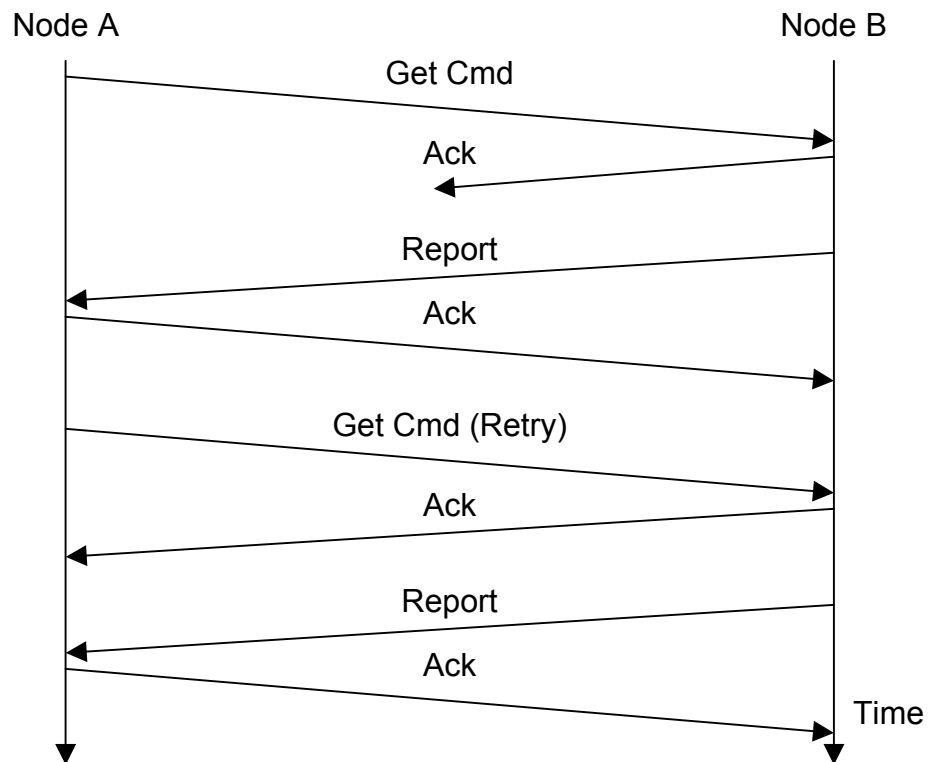 Node A
Node B
Get Cmd
Ack
Report
Ack
Get Cmd (Retry)
Ack
Report
Ack
Time